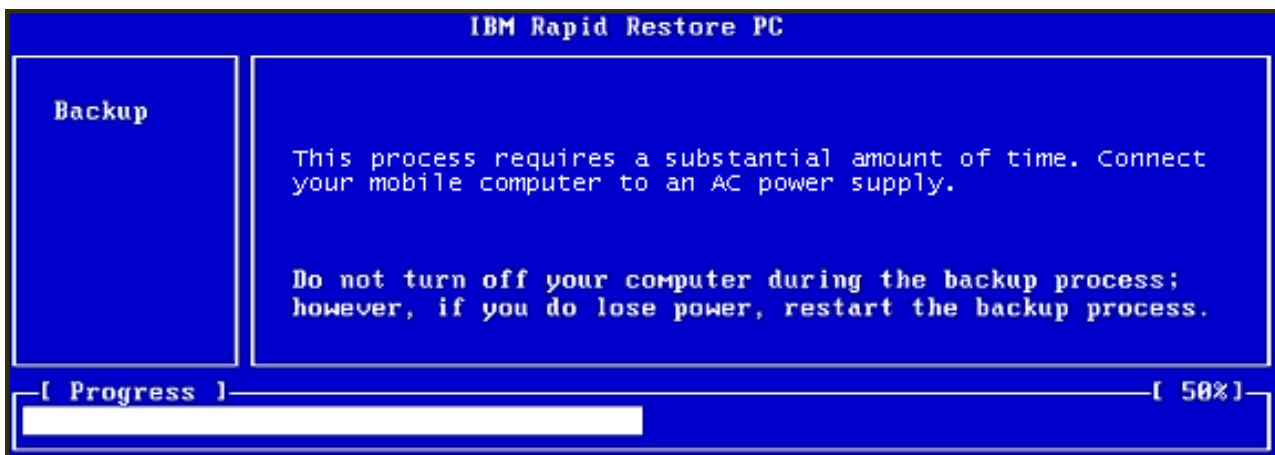 IBM Rapid Restore PC
Backup
This process requires a substantial amount of time. Connect
your mobile computer to an AC power supply.
Do not turn off your computer during the backup process;
however, if you do lose power, restart the backup process.
[ Progress ]
[ 50%]